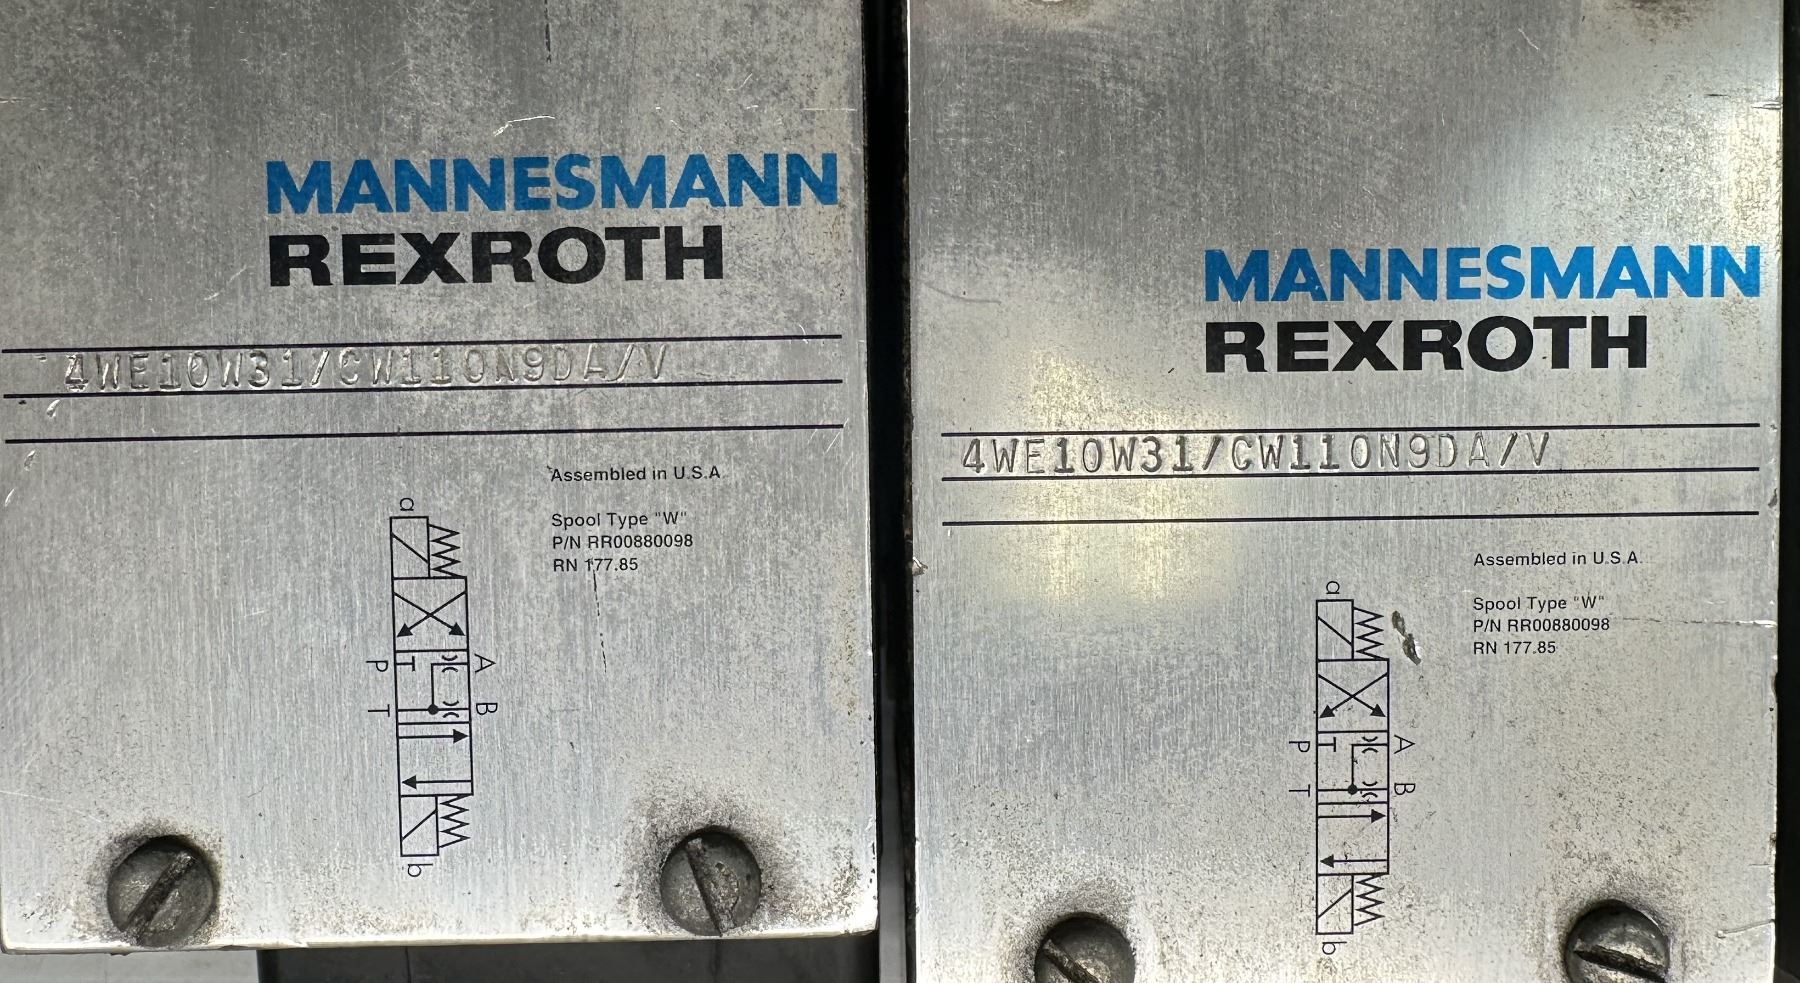 MANNESMANN
REXROTH
4WE10W31/CW110N9DA/V
Assembled in U.S.A.
Spool Type "W"
P/N RR00880098
RN 177.85
a
P A
T B
b
MANNESMANN
REXROTH
4WE10W31/CW110N9DA/V
Assembled in U.S.A.
Spool Type "W"
P/N RR00880098
RN 177.85
a
P A
T B
b